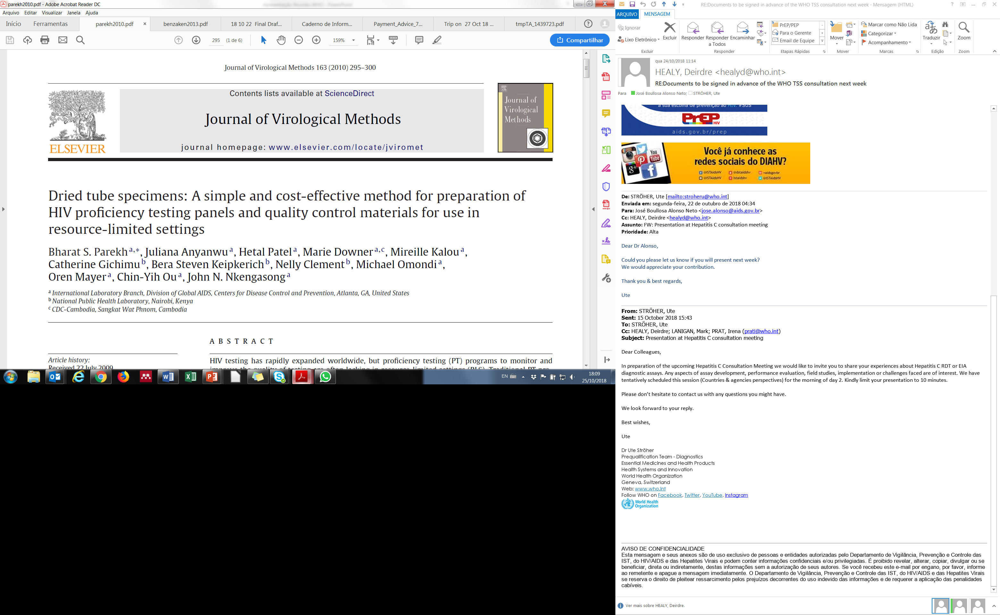 parekh2010.pdf - Adobe Acrobat Reader DC
Arquivo Editar Visualizar Janela Ajuda
Início Ferramentas parekh2010.pdf × benzaken2013.pdf 18 10 22 Final Draf... Caderno de Inform... Payment_Advice_7... Trip on 27 Oct 18 ... tmpTA_1439723.pdf
295 (1 de 6) 159% Compartilhar
Journal of Virological Methods 163 (2010) 295–300
ELSEVIER
Contents lists available at ScienceDirect
Journal of Virological Methods
journal homepage: www.elsevier.com/locate/jviromet
Journal of
Virological
Methods
Dried tube specimens: A simple and cost-effective method for preparation of
HIV proficiency testing panels and quality control materials for use in
resource-limited settings
Bharat S. Parekh a,*, Juliana Anyanwu a, Hetal Patel a, Marie Downer a,c, Mireille Kalou a,
Catherine Gichimu b, Bera Steven Keipkerich b, Nelly Clement b, Michael Omondi a,
Oren Mayer a, Chin-Yih Ou a, John N. Nkengasong a
a International Laboratory Branch, Division of Global AIDS, Centers for Disease Control and Prevention, Atlanta, GA, United States
b National Public Health Laboratory, Nairobi, Kenya
c CDC-Cambodia, Sangkat Wat Phnom, Cambodia
ABSTRACT
Article history:
Received 22 July 2009
HIV testing has rapidly expanded worldwide, but proficiency testing (PT) programs to monitor and
EN
18:09
25/10/2018
RE:Documents to be signed in advance of the WHO TSS consultation next week - Mensagem (HTML)
ARQUIVO MENSAGEM
Ignorar
Lixo Eletrônico
Excluir
Responder
Responder a Todos
Encaminhar
PrEP/PEP
Para o Gerente
Email de Equipe
Mover
Marcar como Não Lida
Categorizar
Acompanhamento
Traduzir
Zoom
Excluir Responder Etapas Rápidas Mover Marcas Edição Zoom
qua 24/10/2018 11:14
HEALY, Deirdre <healyd@who.int>
RE:Documents to be signed in advance of the WHO TSS consultation next week
Para José Boullosa Alonso Neto; STRÖHER, Ute
a sua escolha de prevenção ao HIV. #SUS
PrEP HIV
aids.gov.br/prep
Você já conhece as
redes sociais do DIAHV?
You
Tube
g+
@ISTAidsHV @dstaidshv +aidsgovbr
@ISTAidsHV istaidshv @ISTAidsHV
De: STRÖHER, Ute [mailto:stroheru@who.int]
Enviada em: segunda-feira, 22 de outubro de 2018 04:34
Para: José Boullosa Alonso Neto <jose.alonso@aids.gov.br>
Cc: HEALY, Deirdre <healyd@who.int>
Assunto: FW: Presentation at Hepatitis C consultation meeting
Prioridade: Alta
Dear Dr Alonso,
Could you please let us know if you will present next week?
We would appreciate your contribution.
Thank you & best regards,
Ute
From: STRÖHER, Ute
Sent: 15 October 2018 15:43
To: STRÖHER, Ute
Cc: HEALY, Deirdre; LANIGAN, Mark; PRAT, Irena (prati@who.int)
Subject: Presentation at Hepatitis C consultation meeting
Dear Colleagues,
In preparation of the upcoming Hepatitis C Consultation Meeting we would like to invite you to share your experiences about Hepatitis C RDT or EIA
diagnostic assays. Any aspects of assay development, performance evaluation, field studies, implementation or challenges faced are of interest. We have
tentatively scheduled this session (Countries & agencies perspectives) for the morning of day 2. Kindly limit your presentation to 10 minutes.
Please don’t hesitate to contact us with any questions you might have.
We look forward to your reply.
Best wishes,
Ute
Dr Ute Ströher
Prequalification Team - Diagnostics
Essential Medicines and Health Products
Health Systems and Innovation
World Health Organization
Geneva, Switzerland
Web: www.who.int
Follow WHO on Facebook, Twitter, YouTube, Instagram
World Health
Organization
AVISO DE CONFIDENCIALIDADE
Esta mensagem e seus anexos são de uso exclusivo de pessoas e entidades autorizadas pelo Departamento de Vigilância, Prevenção e Controle das
IST, do HIV/AIDS e das Hepatites Virais e podem conter informações confidenciais e/ou privilegiadas. É proibido revelar, alterar, copiar, divulgar ou se
beneficiar, direta ou indiretamente, destas informações sem a autorização de seus autores. Se você recebeu este e-mail por engano, por favor, informe
ao remetente e apague a mensagem imediatamente. O Departamento de Vigilância, Prevenção e Controle das IST, do HIV/AIDS e das Hepatites Virais
se reserva o direito de pleitear ressarcimento pelos prejuízos decorrentes do uso indevido das informações e de requerer a aplicação das penalidades
cabíveis.
Ver mais sobre HEALY, Deirdre.